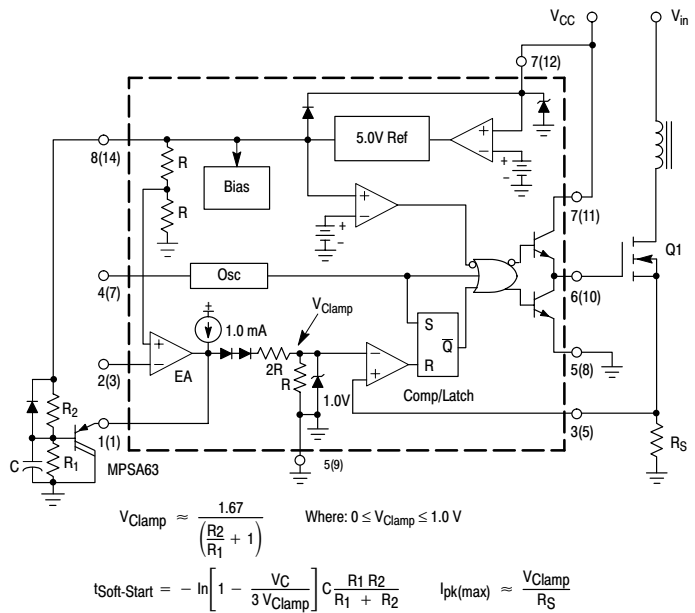 V_CC
V_in
7(12)
5.0V Ref
+
−
+
−
8(14)
R
Bias
R
+
−
+
−
7(11)
Q1
4(7)
Osc
6(10)
V_Clamp
1.0 mA
S
Q̅
R
2R
R
1.0V
−
+
Comp/Latch
5(8)
+
−
EA
2(3)
3(5)
R_2
R_1
C
1(1)
MPSA63
5(9)
R_S
V_Clamp ≈ 1.67 / (R2/R1 + 1) Where: 0 ≤ V_Clamp ≤ 1.0 V
t_Soft-Start = − ln[1 − V_C / 3 V_Clamp] C R1 R2 / R1 + R2 I_pk(max) ≈ V_Clamp / R_S